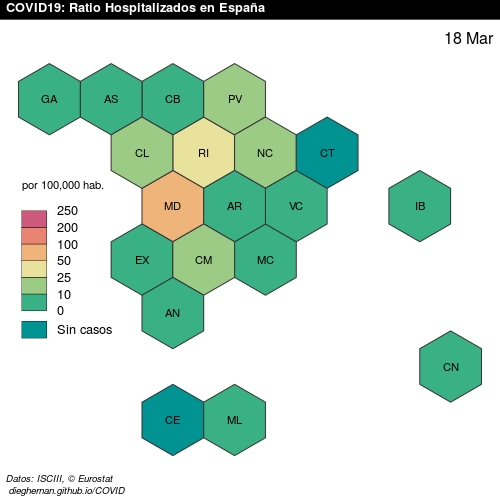 COVID19: Ratio Hospitalizados en España
18 Mar
GA AS CB PV
CL RI NC CT
por 100,000 hab.
MD AR VC IB
250
200
100
50
25
10
0
Sin casos
EX CM MC
AN
CN
CE ML
Datos: ISCIII, © Eurostat
dieghernan.github.io/COVID